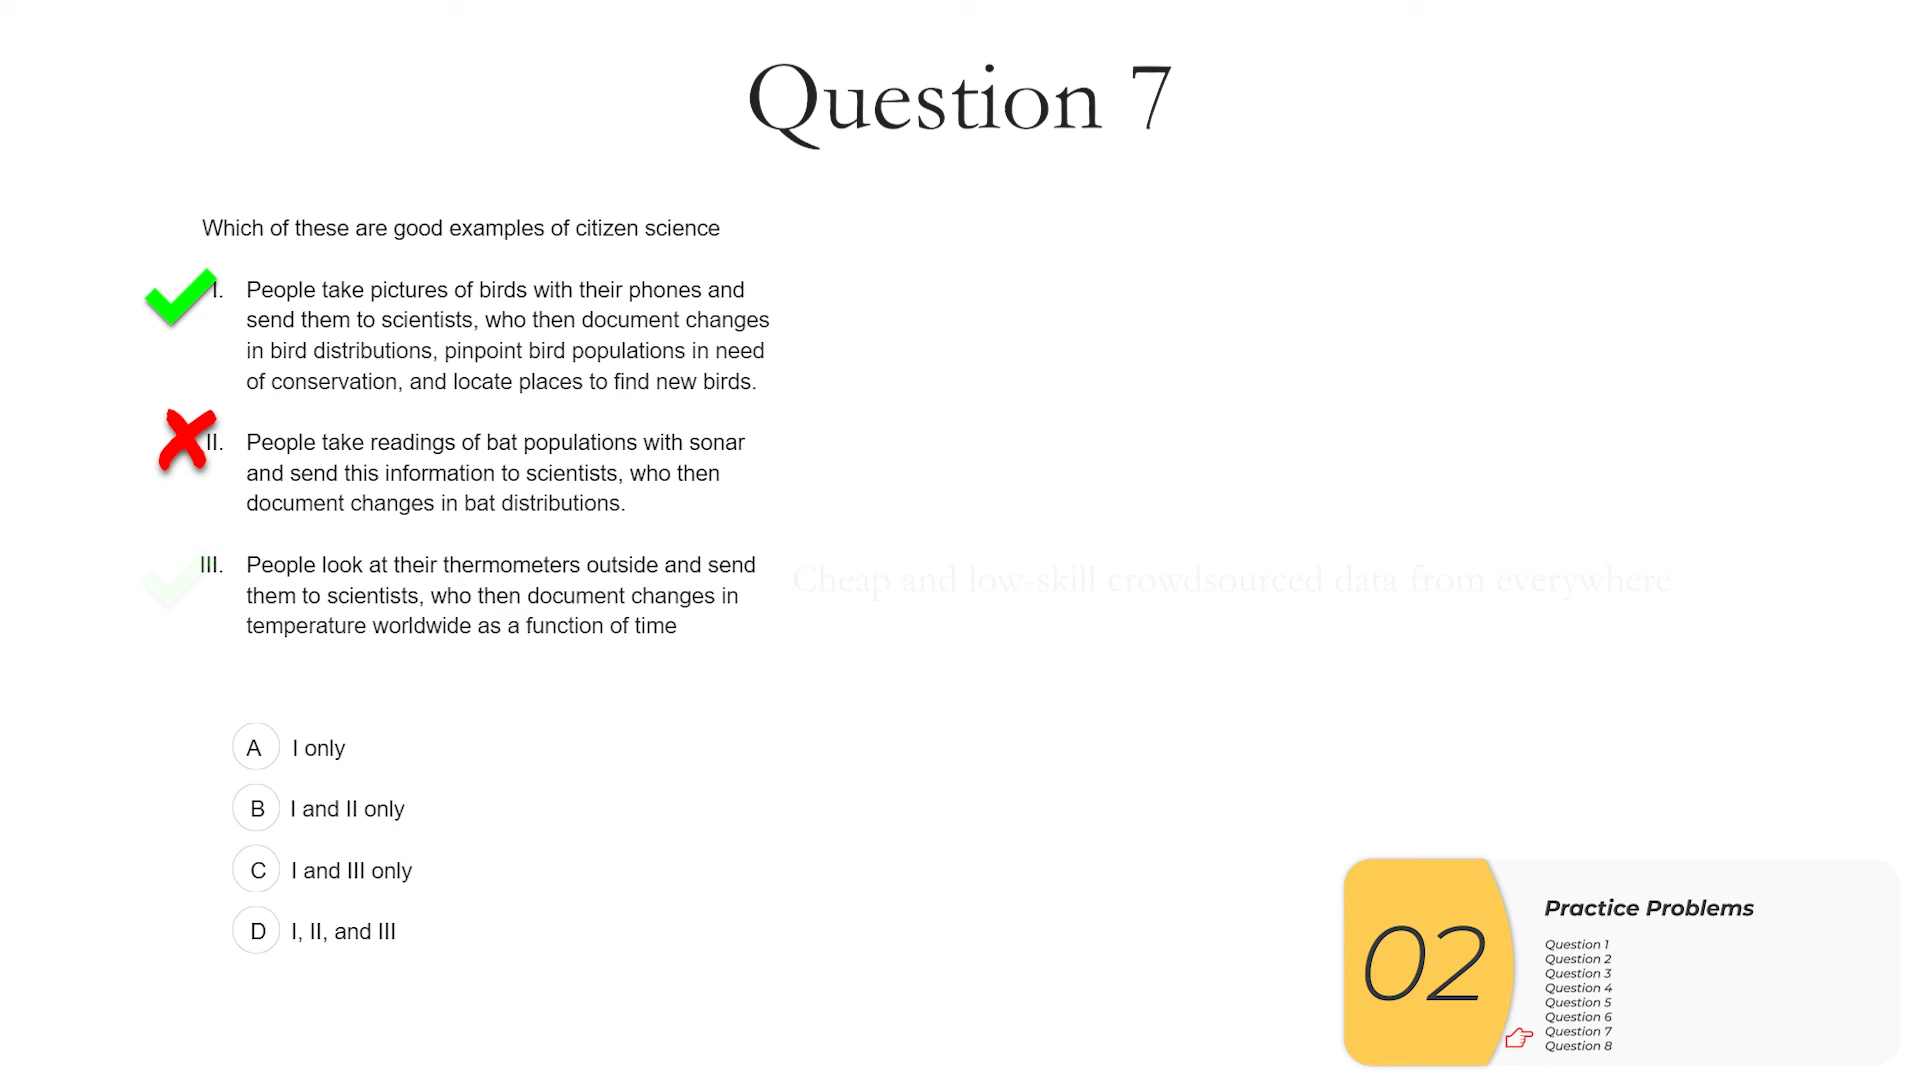 Question 7
Which of these are good examples of citizen science
I. People take pictures of birds with their phones and
send them to scientists, who then document changes
in bird distributions, pinpoint bird populations in need
of conservation, and locate places to find new birds.
II. People take readings of bat populations with sonar
and send this information to scientists, who then
document changes in bat distributions.
III. People look at their thermometers outside and send
them to scientists, who then document changes in
temperature worldwide as a function of time
Cheap and low-skill crowdsourced data from everywhere
A I only
B I and II only
C I and III only
D I, II, and III
02
Practice Problems
Question 1
Question 2
Question 3
Question 4
Question 5
Question 6
Question 7
Question 8